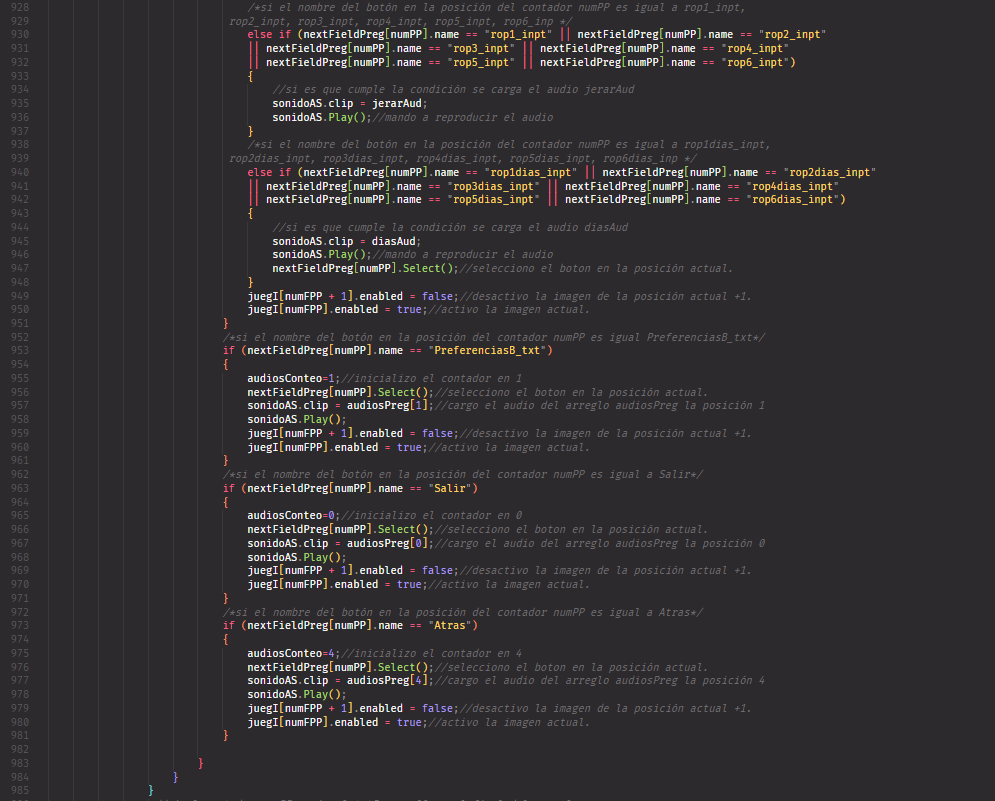 928 /*si el nombre del botón en la posición del contador numPP es igual a rop1_inpt,
929 rop2_inpt, rop3_inpt, rop4_inpt, rop5_inpt, rop6_inp */
930 else if (nextFieldPreg[numPP].name == "rop1_inpt" || nextFieldPreg[numPP].name == "rop2_inpt"
931 || nextFieldPreg[numPP].name == "rop3_inpt" || nextFieldPreg[numPP].name == "rop4_inpt"
932 || nextFieldPreg[numPP].name == "rop5_inpt" || nextFieldPreg[numPP].name == "rop6_inpt")
933 {
934 //si es que cumple la condición se carga el audio jerarAud
935 sonidoAS.clip = jerarAud;
936 sonidoAS.Play();//mando a reproducir el audio
937 }
938 /*si el nombre del botón en la posición del contador numPP es igual a rop1dias_inpt,
939 rop2dias_inpt, rop3dias_inpt, rop4dias_inpt, rop5dias_inpt, rop6dias_inp */
940 else if (nextFieldPreg[numPP].name == "rop1dias_inpt" || nextFieldPreg[numPP].name == "rop2dias_inpt"
941 || nextFieldPreg[numPP].name == "rop3dias_inpt" || nextFieldPreg[numPP].name == "rop4dias_inpt"
942 || nextFieldPreg[numPP].name == "rop5dias_inpt" || nextFieldPreg[numPP].name == "rop6dias_inpt")
943 {
944 //si es que cumple la condición se carga el audio diasAud
945 sonidoAS.clip = diasAud;
946 sonidoAS.Play();//mando a reproducir el audio
947 nextFieldPreg[numPP].Select();//selecciono el boton en la posición actual.
948 }
949 juegI[numFPP + 1].enabled = false;//desactivo la imagen de la posición actual +1.
950 juegI[numFPP].enabled = true;//activo la imagen actual.
951 }
952 /*si el nombre del botón en la posición del contador numPP es igual PreferenciasB_txt*/
953 if (nextFieldPreg[numPP].name == "PreferenciasB_txt")
954 {
955 audiosConteo=1;//inicializo el contador en 1
956 nextFieldPreg[numPP].Select();//selecciono el boton en la posición actual.
957 sonidoAS.clip = audiosPreg[1];//cargo el audio del arreglo audiosPreg la posición 1
958 sonidoAS.Play();
959 juegI[numFPP + 1].enabled = false;//desactivo la imagen de la posición actual +1.
960 juegI[numFPP].enabled = true;//activo la imagen actual.
961 }
962 /*si el nombre del botón en la posición del contador numPP es igual a Salir*/
963 if (nextFieldPreg[numPP].name == "Salir")
964 {
965 audiosConteo=0;//inicializo el contador en 0
966 nextFieldPreg[numPP].Select();//selecciono el boton en la posición actual.
967 sonidoAS.clip = audiosPreg[0];//cargo el audio del arreglo audiosPreg la posición 0
968 sonidoAS.Play();
969 juegI[numFPP + 1].enabled = false;//desactivo la imagen de la posición actual +1.
970 juegI[numFPP].enabled = true;//activo la imagen actual.
971 }
972 /*si el nombre del botón en la posición del contador numPP es igual a Atras*/
973 if (nextFieldPreg[numPP].name == "Atras")
974 {
975 audiosConteo=4;//inicializo el contador en 4
976 nextFieldPreg[numPP].Select();//selecciono el boton en la posición actual.
977 sonidoAS.clip = audiosPreg[4];//cargo el audio del arreglo audiosPreg la posición 4
978 sonidoAS.Play();
979 juegI[numFPP + 1].enabled = false;//desactivo la imagen de la posición actual +1.
980 juegI[numFPP].enabled = true;//activo la imagen actual.
981 }
982
983 }
984 }
985 }